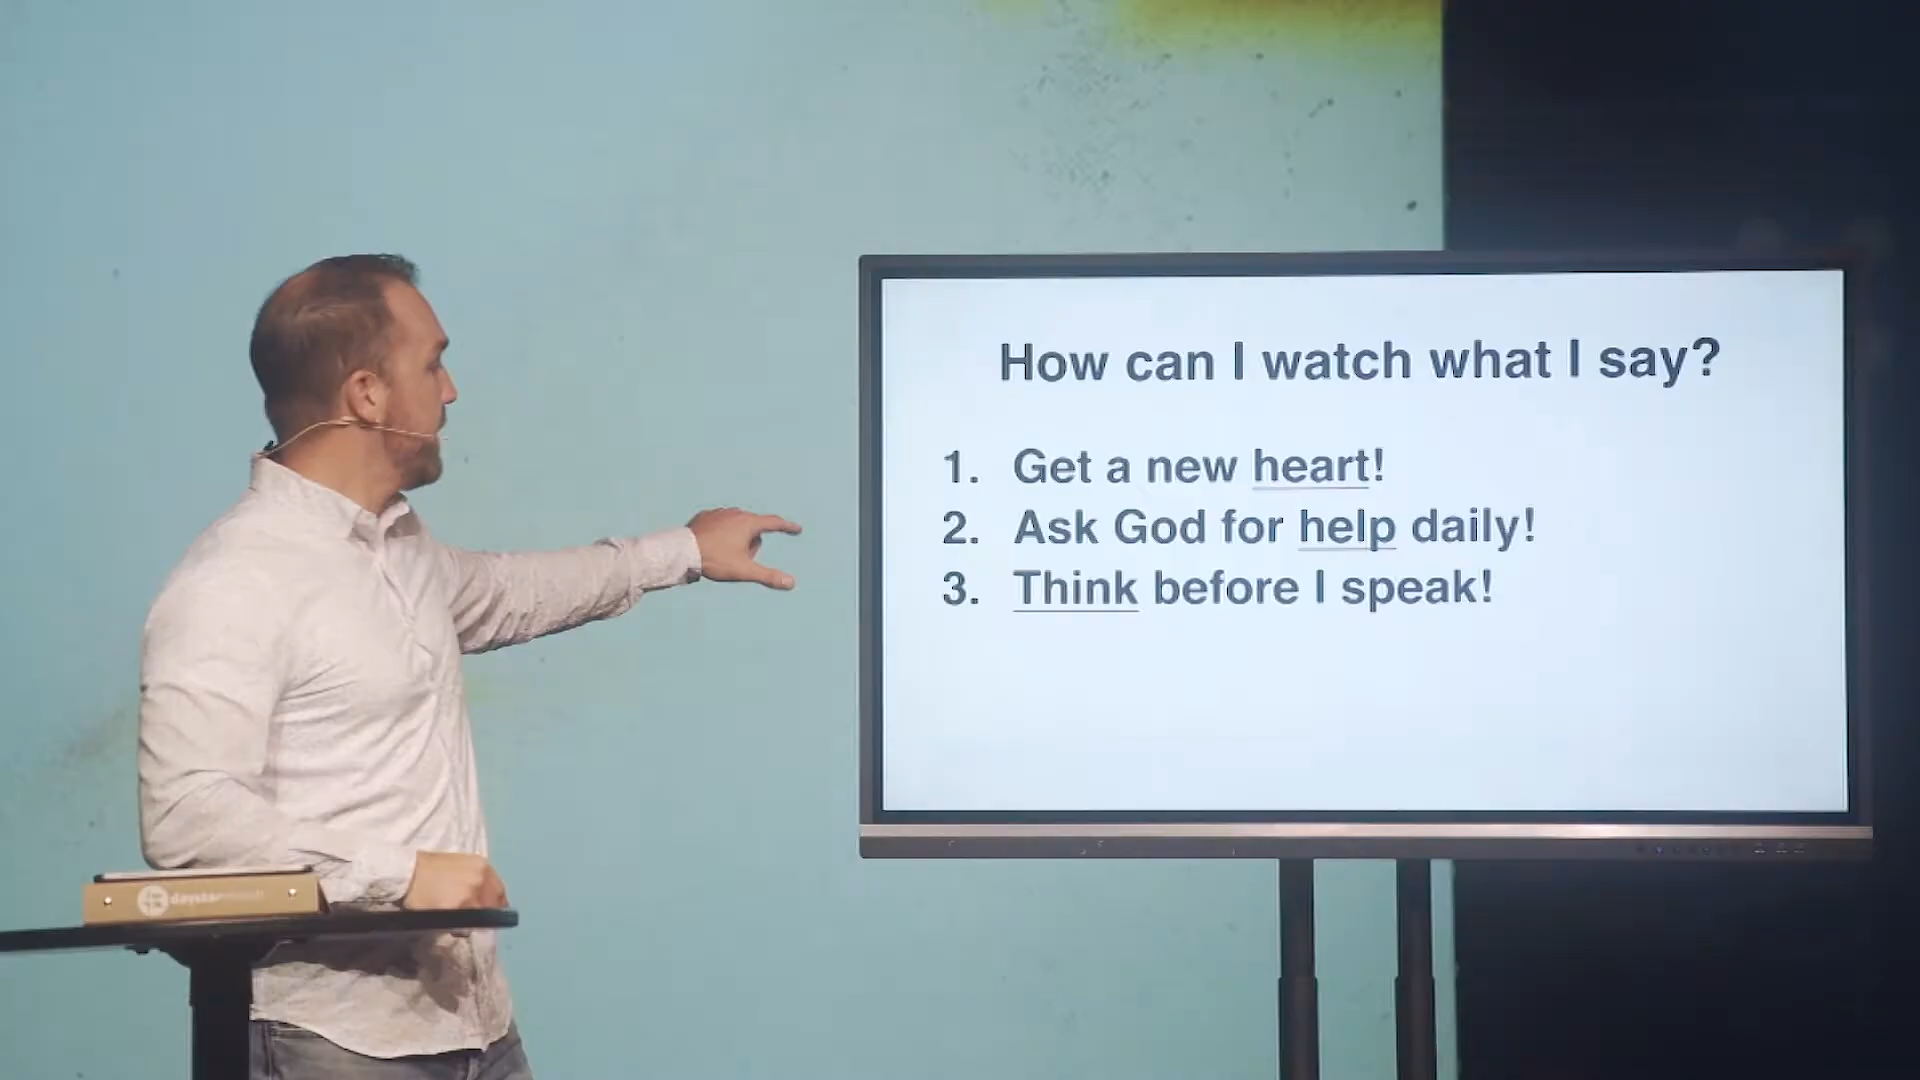 How can I watch what I say?
1. Get a new heart!
2. Ask God for help daily!
3. Think before I speak!